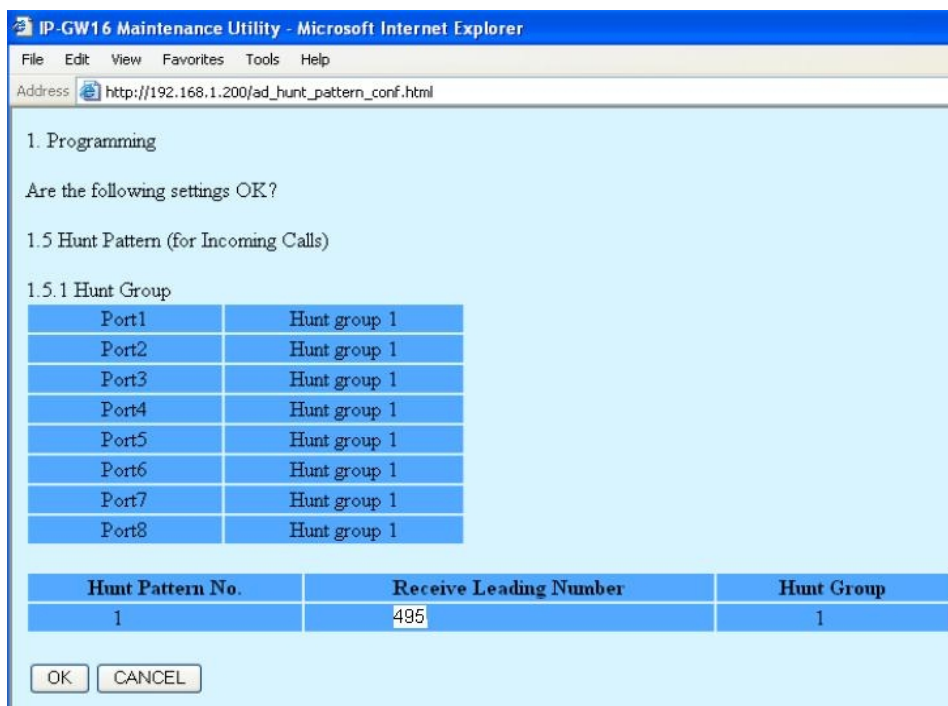 IP-GW16 Maintenance Utility - Microsoft Internet Explorer
File Edit View Favorites Tools Help
Address http://192.168.1.200/ad_hunt_pattern_conf.html
1. Programming
Are the following settings OK?
1.5 Hunt Pattern (for Incoming Calls)
1.5.1 Hunt Group
Port1 Hunt group 1
Port2 Hunt group 1
Port3 Hunt group 1
Port4 Hunt group 1
Port5 Hunt group 1
Port6 Hunt group 1
Port7 Hunt group 1
Port8 Hunt group 1
Hunt Pattern No. Receive Leading Number Hunt Group
1 495 1
OK CANCEL